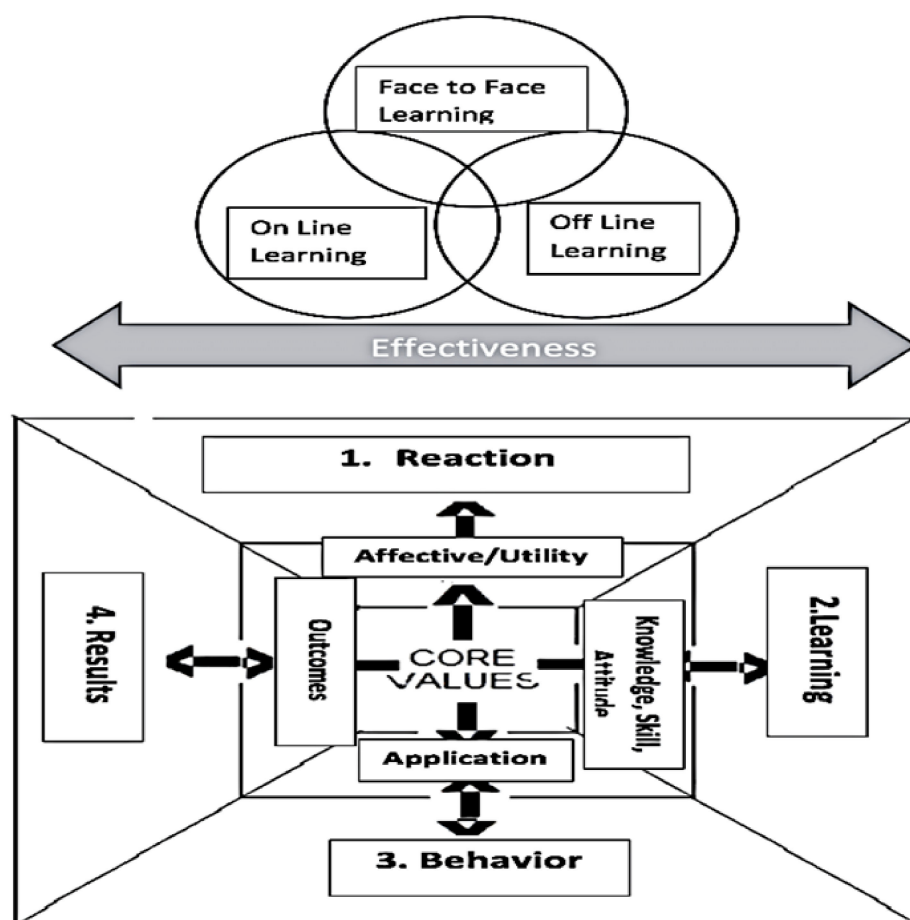 Face to Face
Learning
On Line
Learning
Off Line
Learning
Effectiveness
1. Reaction
Affective/Utility
4. Results
Outcomes
CORE
VALUES
Knowledge, Skill,
Attitude
2.Learning
Application
3. Behavior